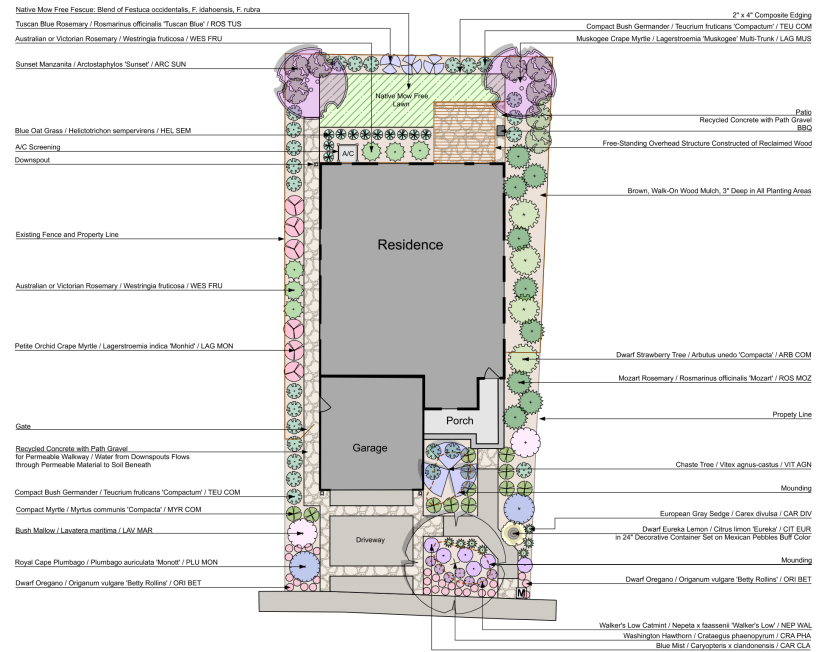 Native Mow Free Fescue: Blend of Festuca occidentalis, F. idahoensis, F. rubra
Tuscan Blue Rosemary / Rosmarinus officinalis 'Tuscan Blue' / ROS TUS
Australian or Victorian Rosemary / Westringia fruticosa / WES FRU
Sunset Manzanita / Arctostaphylos 'Sunset' / ARC SUN
Blue Oat Grass / Helictotrichon sempervirens / HEL SEM
A/C Screening
Downspout
Existing Fence and Property Line
Australian or Victorian Rosemary / Westringia fruticosa / WES FRU
Petite Orchid Crape Myrtle / Lagerstroemia indica 'Monhid' / LAG MON
Gate
Recycled Concrete with Path Gravel
for Permeable Walkway / Water from Downspouts Flows
through Permeable Material to Soil Beneath
Compact Bush Germander / Teucrium fruticans 'Compactum' / TEU COM
Compact Myrtle / Myrtus communis 'Compacta' / MYR COM
Bush Mallow / Lavatera maritima / LAV MAR
Royal Cape Plumbago / Plumbago auriculata 'Monott' / PLU MON
Dwarf Oregano / Origanum vulgare 'Betty Rollins' / ORI BET
Native Mow Free
Lawn
A/C
Residence
Porch
Garage
Driveway
M
2" x 4" Composite Edging
Compact Bush Germander / Teucrium fruticans 'Compactum' / TEU COM
Muskogee Crape Myrtle / Lagerstroemia 'Muskogee' Multi-Trunk / LAG MUS
Patio
Recycled Concrete with Path Gravel
BBQ
Free-Standing Overhead Structure Constructed of Reclaimed Wood
Brown, Walk-On Wood Mulch, 3" Deep in All Planting Areas
Dwarf Strawberry Tree / Arbutus unedo 'Compacta' / ARB COM
Mozart Rosemary / Rosmarinus officinalis 'Mozart' / ROS MOZ
Propety Line
Chaste Tree / Vitex agnus-castus / VIT AGN
Mounding
European Gray Sedge / Carex divulsa / CAR DIV
Dwarf Eureka Lemon / Citrus limon 'Eureka' / CIT EUR
in 24" Decorative Container Set on Mexican Pebbles Buff Color
Mounding
Dwarf Oregano / Origanum vulgare 'Betty Rollins' / ORI BET
Walker's Low Catmint / Nepeta x faassenii 'Walker's Low' / NEP WAL
Washington Hawthorn / Crataegus phaenopyrum / CRA PHA
Blue Mist / Caryopteris x clandonensis / CAR CLA